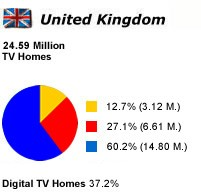 United Kingdom
24.59 Million
TV Homes
12.7% (3.12 M.)
27.1% (6.61 M.)
60.2% (14.80 M.)
Digital TV Homes 37.2%